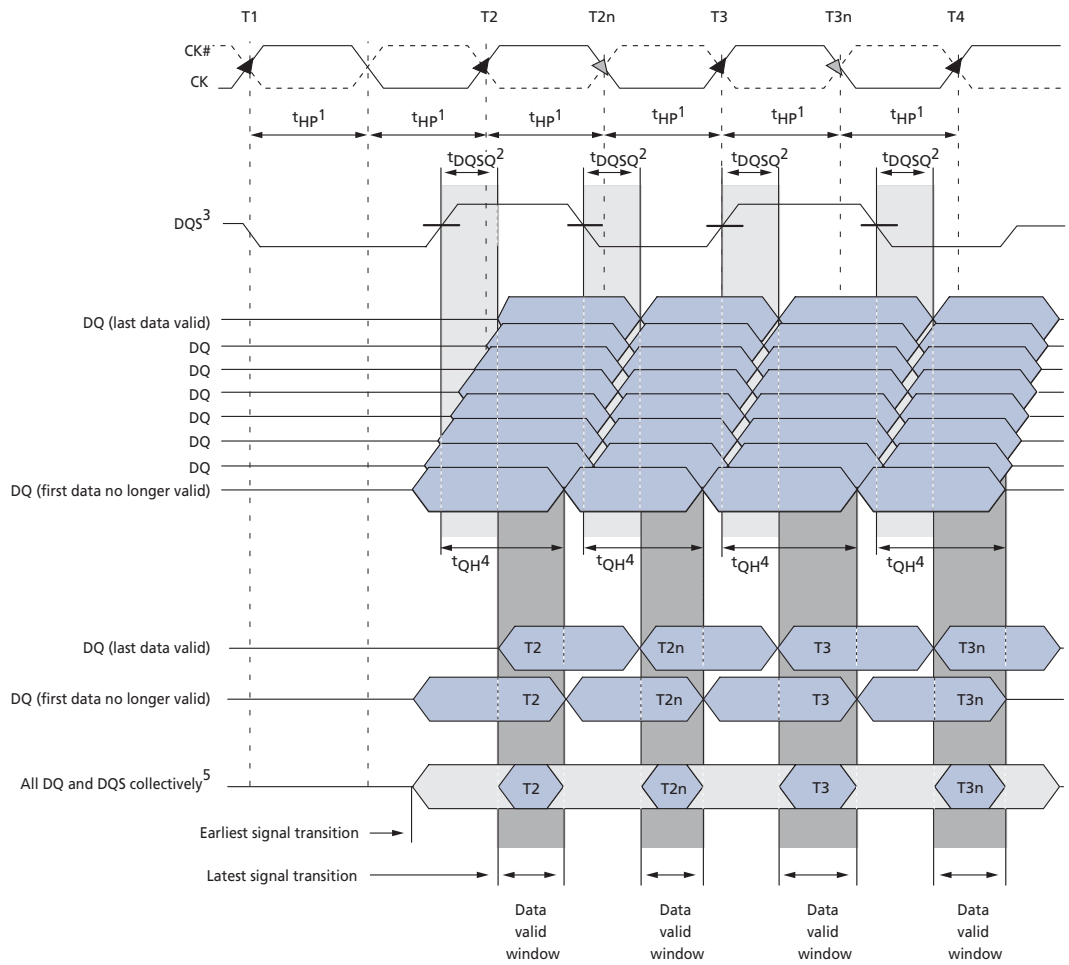 T1 T2 T2n T3 T3n T4
CK#
CK
tHP1 tHP1 tHP1 tHP1 tHP1 tHP1
tDQSQ2 tDQSQ2 tDQSQ2 tDQSQ2
DQS3
DQ (last data valid)
DQ
DQ
DQ
DQ
DQ
DQ
DQ (first data no longer valid)
tQH4 tQH4 tQH4 tQH4
DQ (last data valid) T2 T2n T3 T3n
DQ (first data no longer valid) T2 T2n T3 T3n
All DQ and DQS collectively5 T2 T2n T3 T3n
Earliest signal transition
Latest signal transition
Data Data Data Data
valid valid valid valid
window window window window